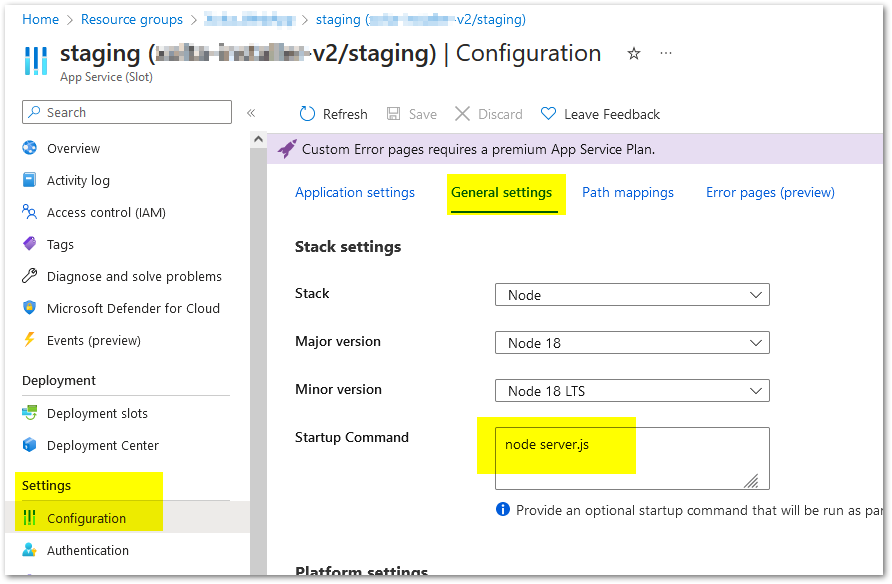 Home > Resource groups > > staging ( -v2/staging)
staging ( -v2/staging) | Configuration
App Service (Slot)
Search
Refresh
Save
Discard
Leave Feedback
Custom Error pages requires a premium App Service Plan.
Overview
Activity log
Access control (IAM)
Tags
Diagnose and solve problems
Microsoft Defender for Cloud
Events (preview)
Deployment
Deployment slots
Deployment Center
Settings
Configuration
Authentication
Application settings
General settings
Path mappings
Error pages (preview)
Stack settings
Stack
Node
Major version
Node 18
Minor version
Node 18 LTS
Startup Command
node server.js
Provide an optional startup command that will be run as par
Platform settings